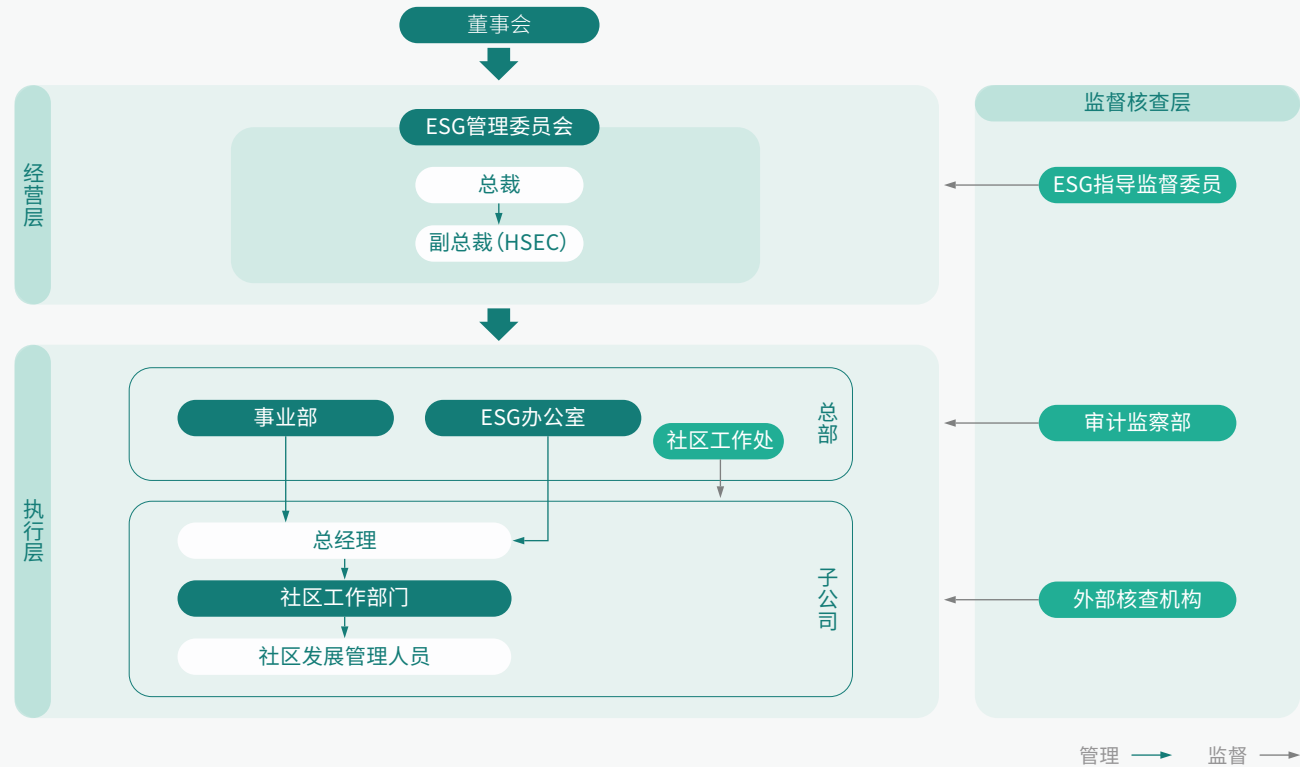 董事会
经营层
ESG管理委员会
总裁
副总裁（HSEC）
监督核查层
ESG指导监督委员
执行层
事业部
ESG办公室
社区工作处
总部
审计监察部
总经理
社区工作部门
社区发展管理人员
子公司
外部核查机构
管理
监督